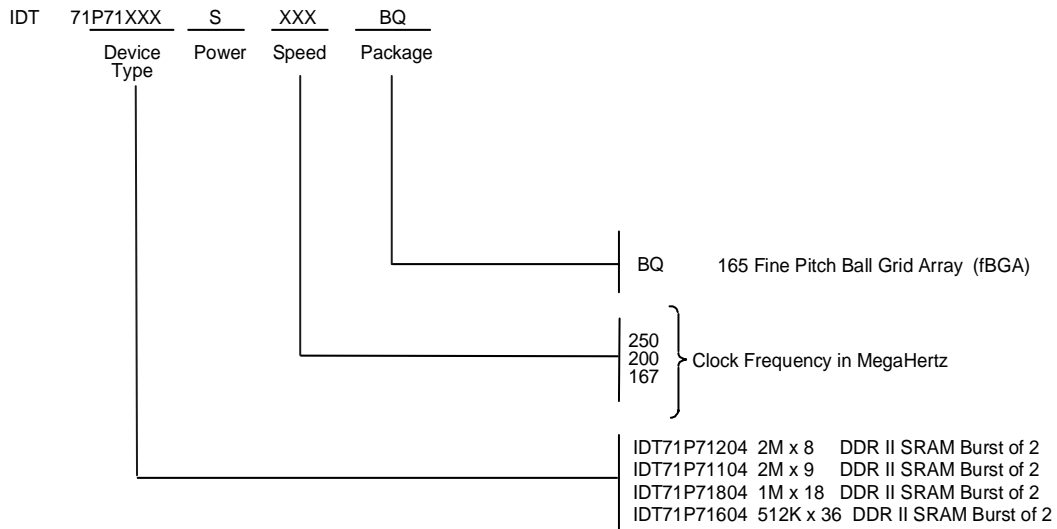 IDT 71P71XXX S XXX BQ
Device Type Power Speed Package
BQ 165 Fine Pitch Ball Grid Array (fBGA)
250
200
167
Clock Frequency in MegaHertz
IDT71P71204 2M x 8 DDR II SRAM Burst of 2
IDT71P71104 2M x 9 DDR II SRAM Burst of 2
IDT71P71804 1M x 18 DDR II SRAM Burst of 2
IDT71P71604 512K x 36 DDR II SRAM Burst of 2